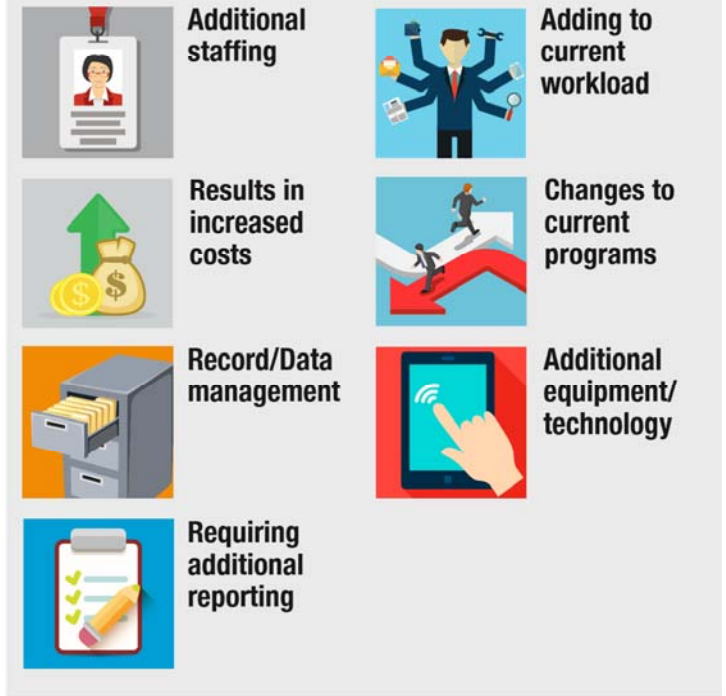 Additional
staffing
Adding to
current
workload
Results in
increased
costs
Changes to
current
programs
Record/Data
management
Additional
equipment/
technology
Requiring
additional
reporting
$
$